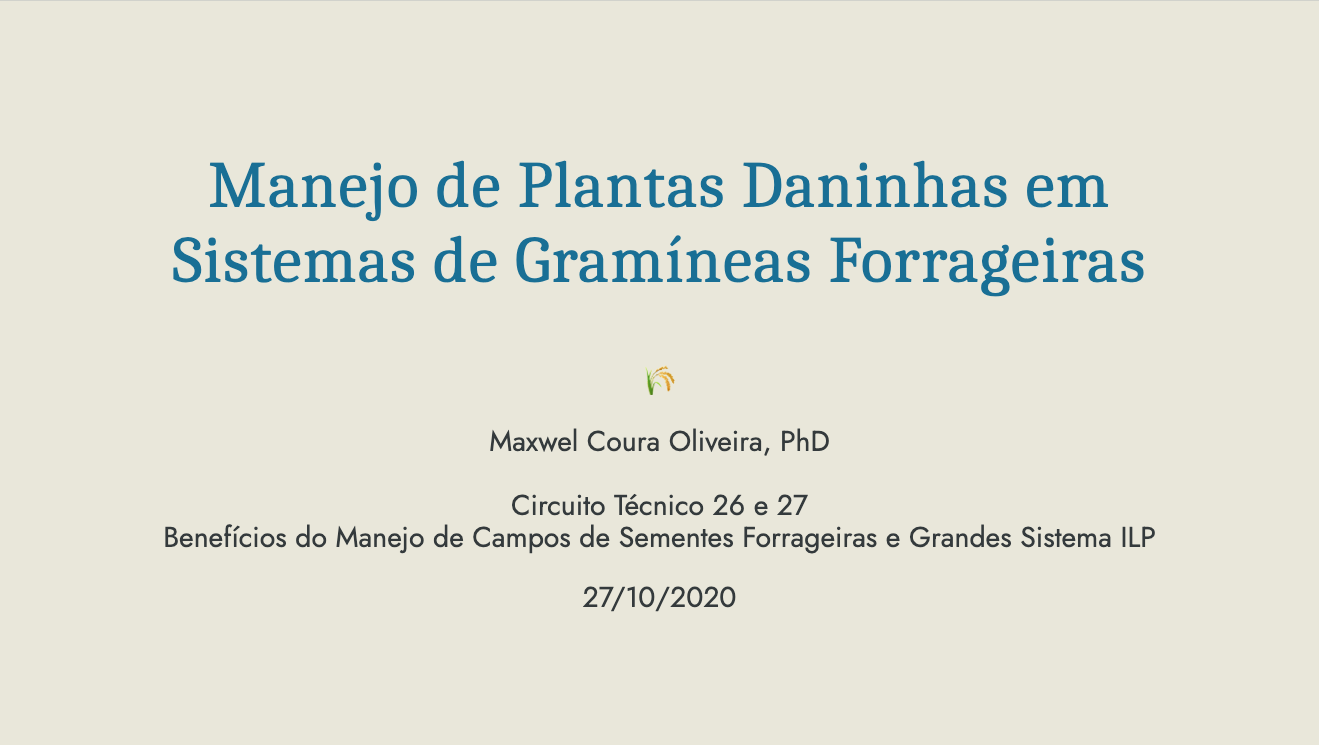 Manejo de Plantas Daninhas em
Sistemas de Gramíneas Forrageiras
Maxwel Coura Oliveira, PhD
Circuito Técnico 26 e 27
Benefícios do Manejo de Campos de Sementes Forrageiras e Grandes Sistema ILP
27/10/2020